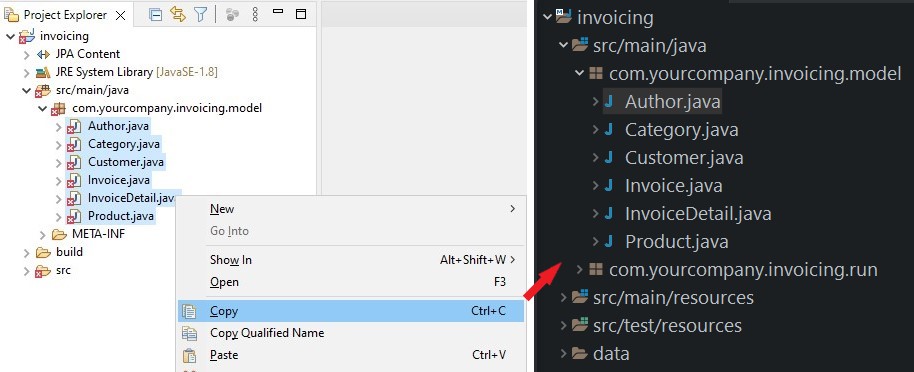 Project Explorer
invoicing
JPA Content
JRE System Library [JavaSE-1.8]
src/main/java
com.yourcompany.invoicing.model
Author.java
Category.java
Customer.java
Invoice.java
InvoiceDetail.java
Product.java
META-INF
build
src
New
Go Into
Show In Alt+Shift+W
Open F3
Copy Ctrl+C
Copy Qualified Name
Paste Ctrl+V
invoicing
src/main/java
com.yourcompany.invoicing.model
Author.java
Category.java
Customer.java
Invoice.java
InvoiceDetail.java
Product.java
com.yourcompany.invoicing.run
src/main/resources
src/test/resources
data